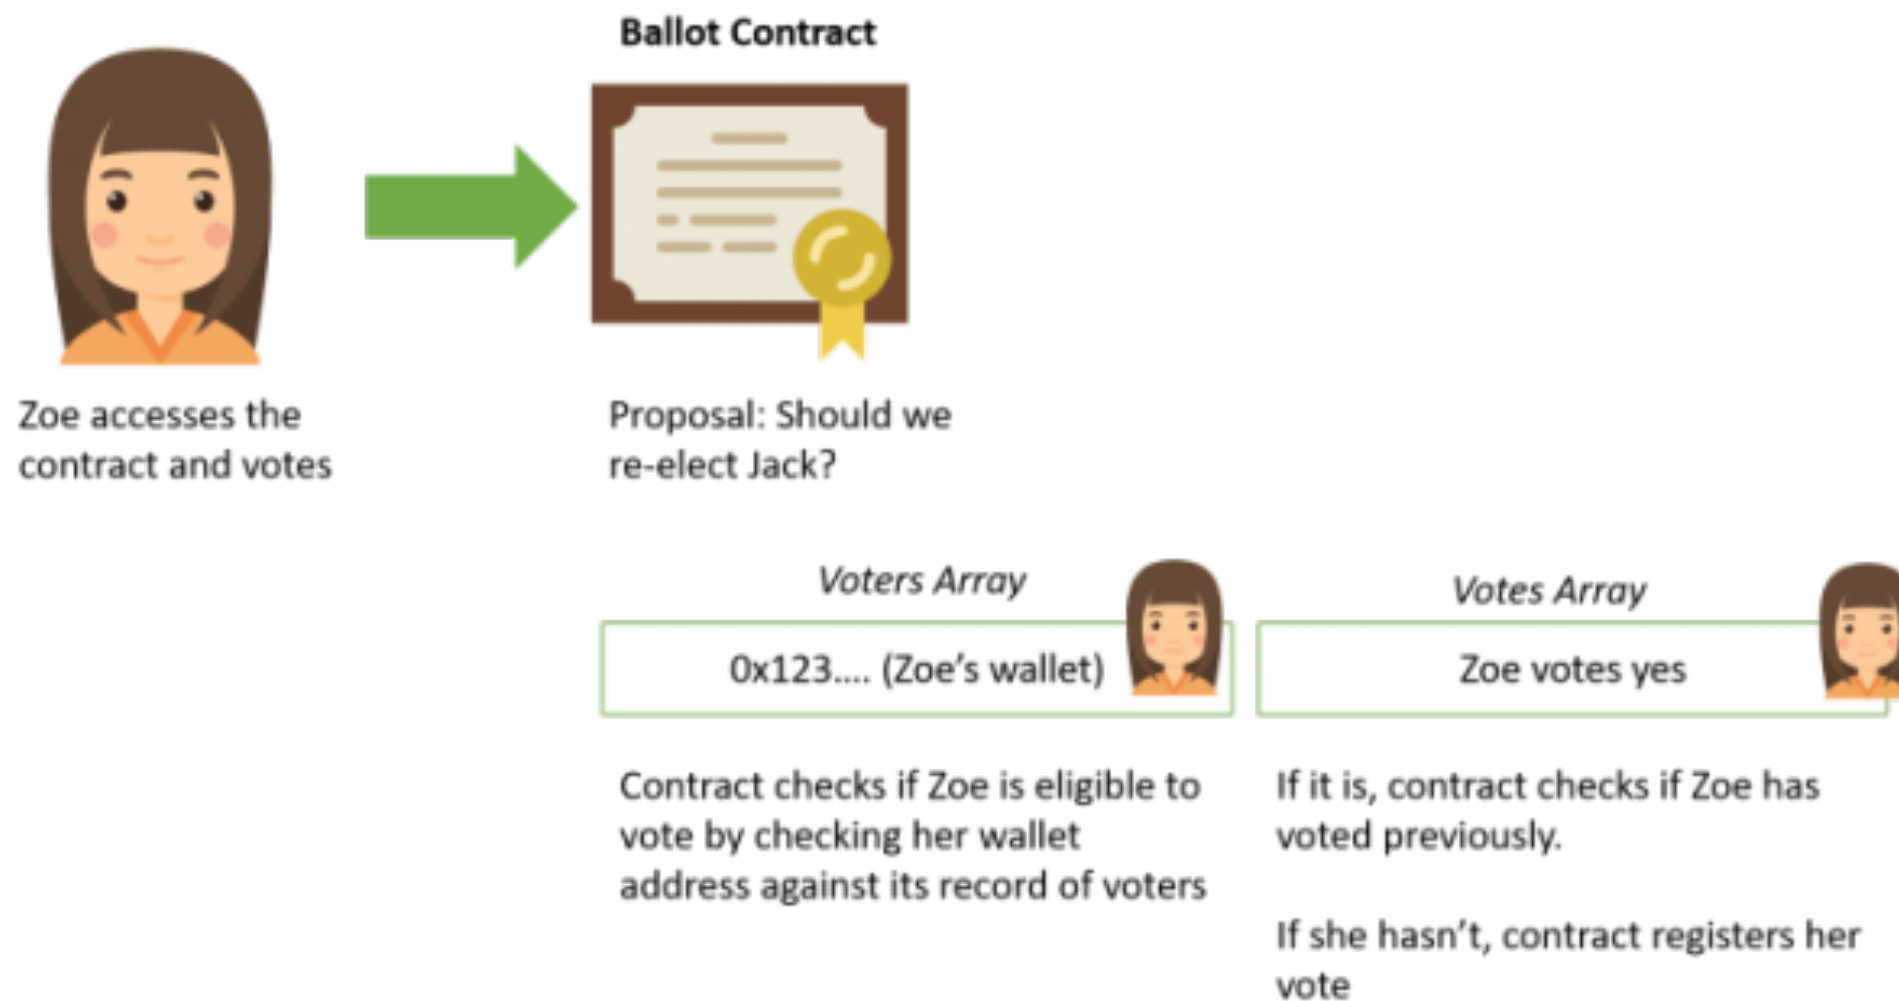 Ballot Contract
Zoe accesses the
contract and votes
Proposal: Should we
re-elect Jack?
Voters Array
0x123.... (Zoe's wallet)
Contract checks if Zoe is eligible to
vote by checking her wallet
address against its record of voters
Votes Array
Zoe votes yes
If it is, contract checks if Zoe has
voted previously.
If she hasn't, contract registers her
vote